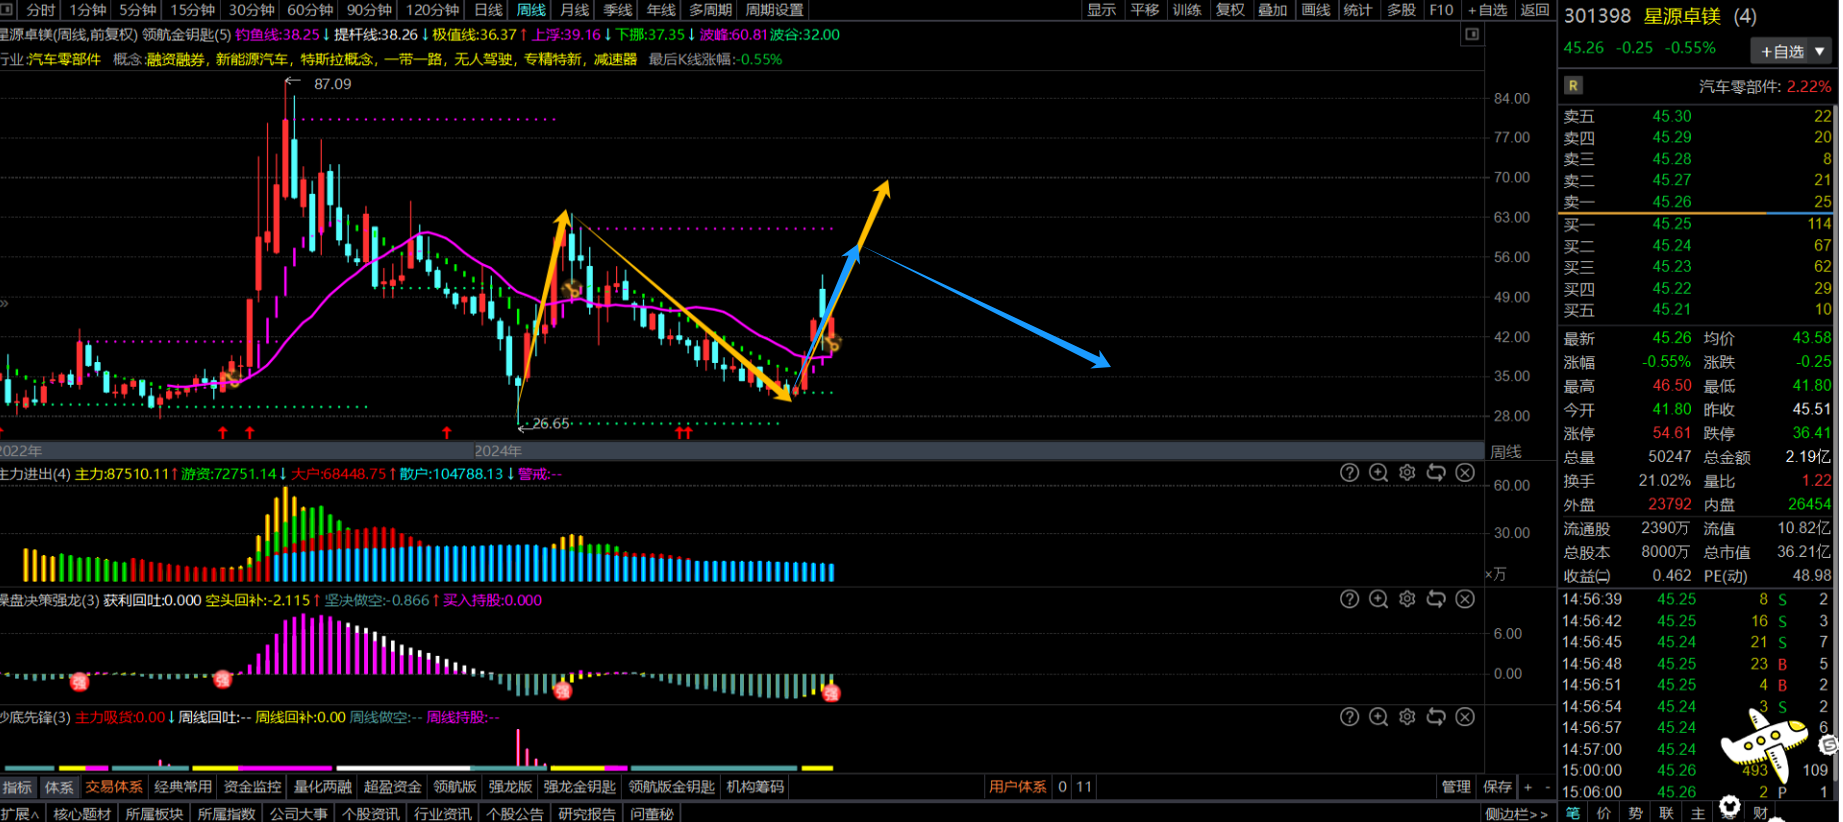 分时 1分钟 5分钟 15分钟 30分钟 60分钟 90分钟 120分钟 日线 周线 月线 季线 年线 多周期 周期设置 显示 平移 训练 复权 叠加 画线 统计 多股 F10 +自选 返回
星源卓镁(周线,前复权) 领航金钥匙(5) 钓鱼线:38.25↓ 提杆线:38.26↓ 极值线:36.37↑ 上浮:39.16↓ 下挪:37.35↓ 波峰:60.81 波谷:32.00
行业:汽车零部件 概念:融资融券, 新能源汽车, 特斯拉概念, 一带一路, 无人驾驶, 专精特新, 减速器 最后K线涨幅:-0.55%
87.09
84.00
77.00
70.00
63.00
56.00
49.00
42.00
35.00
28.00
26.65
2022年 2024年 周线
主力进出(4) 主力:87510.11↑ 游资:72751.14↓ 大户:68448.75↑ 散户:104788.13↓ 警戒:--
60.00
30.00
×万
操盘决策强龙(3) 获利回吐:0.000 空头回补:-2.115↑ 坚决做空:-0.866↑ 买入持股:0.000
6.00
0.00
强 强 强 强
抄底先锋(3) 主力吸货:0.00↓ 周线回吐:-- 周线回补:0.00 周线做空:-- 周线持股:--
指标 体系 交易体系 经典常用 资金监控 量化两融 超盈资金 领航版 强龙版 强龙金钥匙 领航版金钥匙 机构筹码 用户体系 0 11 管理 保存 + -
扩展∧ 核心题材 所属板块 所属指数 公司大事 个股资讯 行业资讯 个股公告 研究报告 问董秘 侧边栏>>
301398 星源卓镁 (4)
45.26 -0.25 -0.55% +自选 ▼
R 汽车零部件: 2.22%
卖五 45.30 22
卖四 45.29 20
卖三 45.28 8
卖二 45.27 21
卖一 45.26 25
买一 45.25 114
买二 45.24 67
买三 45.23 62
买四 45.22 29
买五 45.21 10
最新 45.26 均价 43.58
涨幅 -0.55% 涨跌 -0.25
最高 46.50 最低 41.80
今开 41.80 昨收 45.51
涨停 54.61 跌停 36.41
总量 50247 总金额 2.19亿
换手 21.02% 量比 1.22
外盘 23792 内盘 26454
流通股 2390万 流值 10.82亿
总股本 8000万 总市值 36.21亿
收益㈡ 0.462 PE(动) 48.98
14:56:39 45.25 8 S 2
14:56:42 45.25 16 S 3
14:56:45 45.25 21 S 7
14:56:48 45.25 23 B 5
14:56:51 45.25 4 B 2
14:56:54 45.24 3 S 2
14:56:57 45.24 6
14:57:00 45.24
15:00:00 45.26 493 109
15:06:00 45.26 2 P 1
笔 价 势 联 主 财